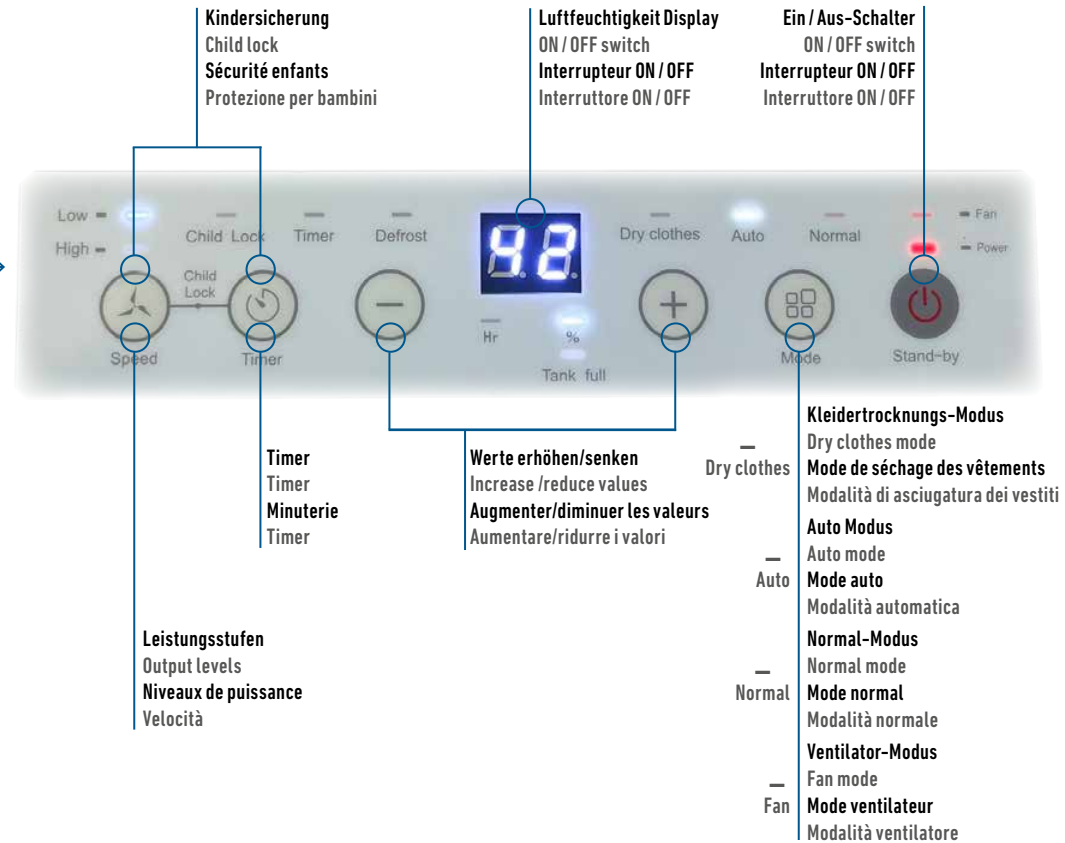 Kindersicherung
Child lock
Sécurité enfants
Protezione per bambini
Luftfeuchtigkeit Display
ON / OFF switch
Interrupteur ON / OFF
Interruttore ON / OFF
Ein / Aus-Schalter
ON / OFF switch
Interrupteur ON / OFF
Interruttore ON / OFF
Low
High
Child Lock
Timer
Defrost
42
Dry clothes
Auto
Normal
Fan
Power
Child
Lock
Speed
Timer
Hr
%
Tank full
Mode
Stand-by
Timer
Timer
Minuterie
Timer
Werte erhöhen/senken
Increase /reduce values
Augmenter/diminuer les valeurs
Aumentare/ridurre i valori
Leistungsstufen
Output levels
Niveaux de puissance
Velocità
Dry clothes
Kleidertrocknungs-Modus
Dry clothes mode
Mode de séchage des vêtements
Modalità di asciugatura dei vestiti
Auto
Auto Modus
Auto mode
Mode auto
Modalità automatica
Normal
Normal-Modus
Normal mode
Mode normal
Modalità normale
Fan
Ventilator-Modus
Fan mode
Mode ventilateur
Modalità ventilatore